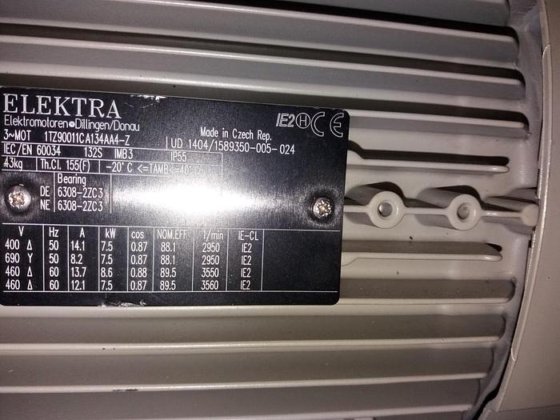 ELEKTRA
Elektromotoren Dillingen/Donau
IE2 H CE
3~MOT 1TZ90011CA134AA4-Z
Made in Czech Rep.
UD 1404/1589350-005-024
IEC/EN 60034 132S IMB3 IP55
43kg Th.CL 155(F) -20°C <=TAMB<=40°C
Bearing
DE 6308-2ZC3
NE 6308-2ZC3
V Hz A kW cos NOM.EFF 1/min IE-CL
400 Δ 50 14.1 7.5 0.87 88.1 2950 IE2
690 Y 50 8.2 7.5 0.87 88.1 2950 IE2
460 Δ 60 13.7 8.6 0.88 89.5 3550 IE2
460 Δ 60 12.1 7.5 0.87 89.5 3560 IE2